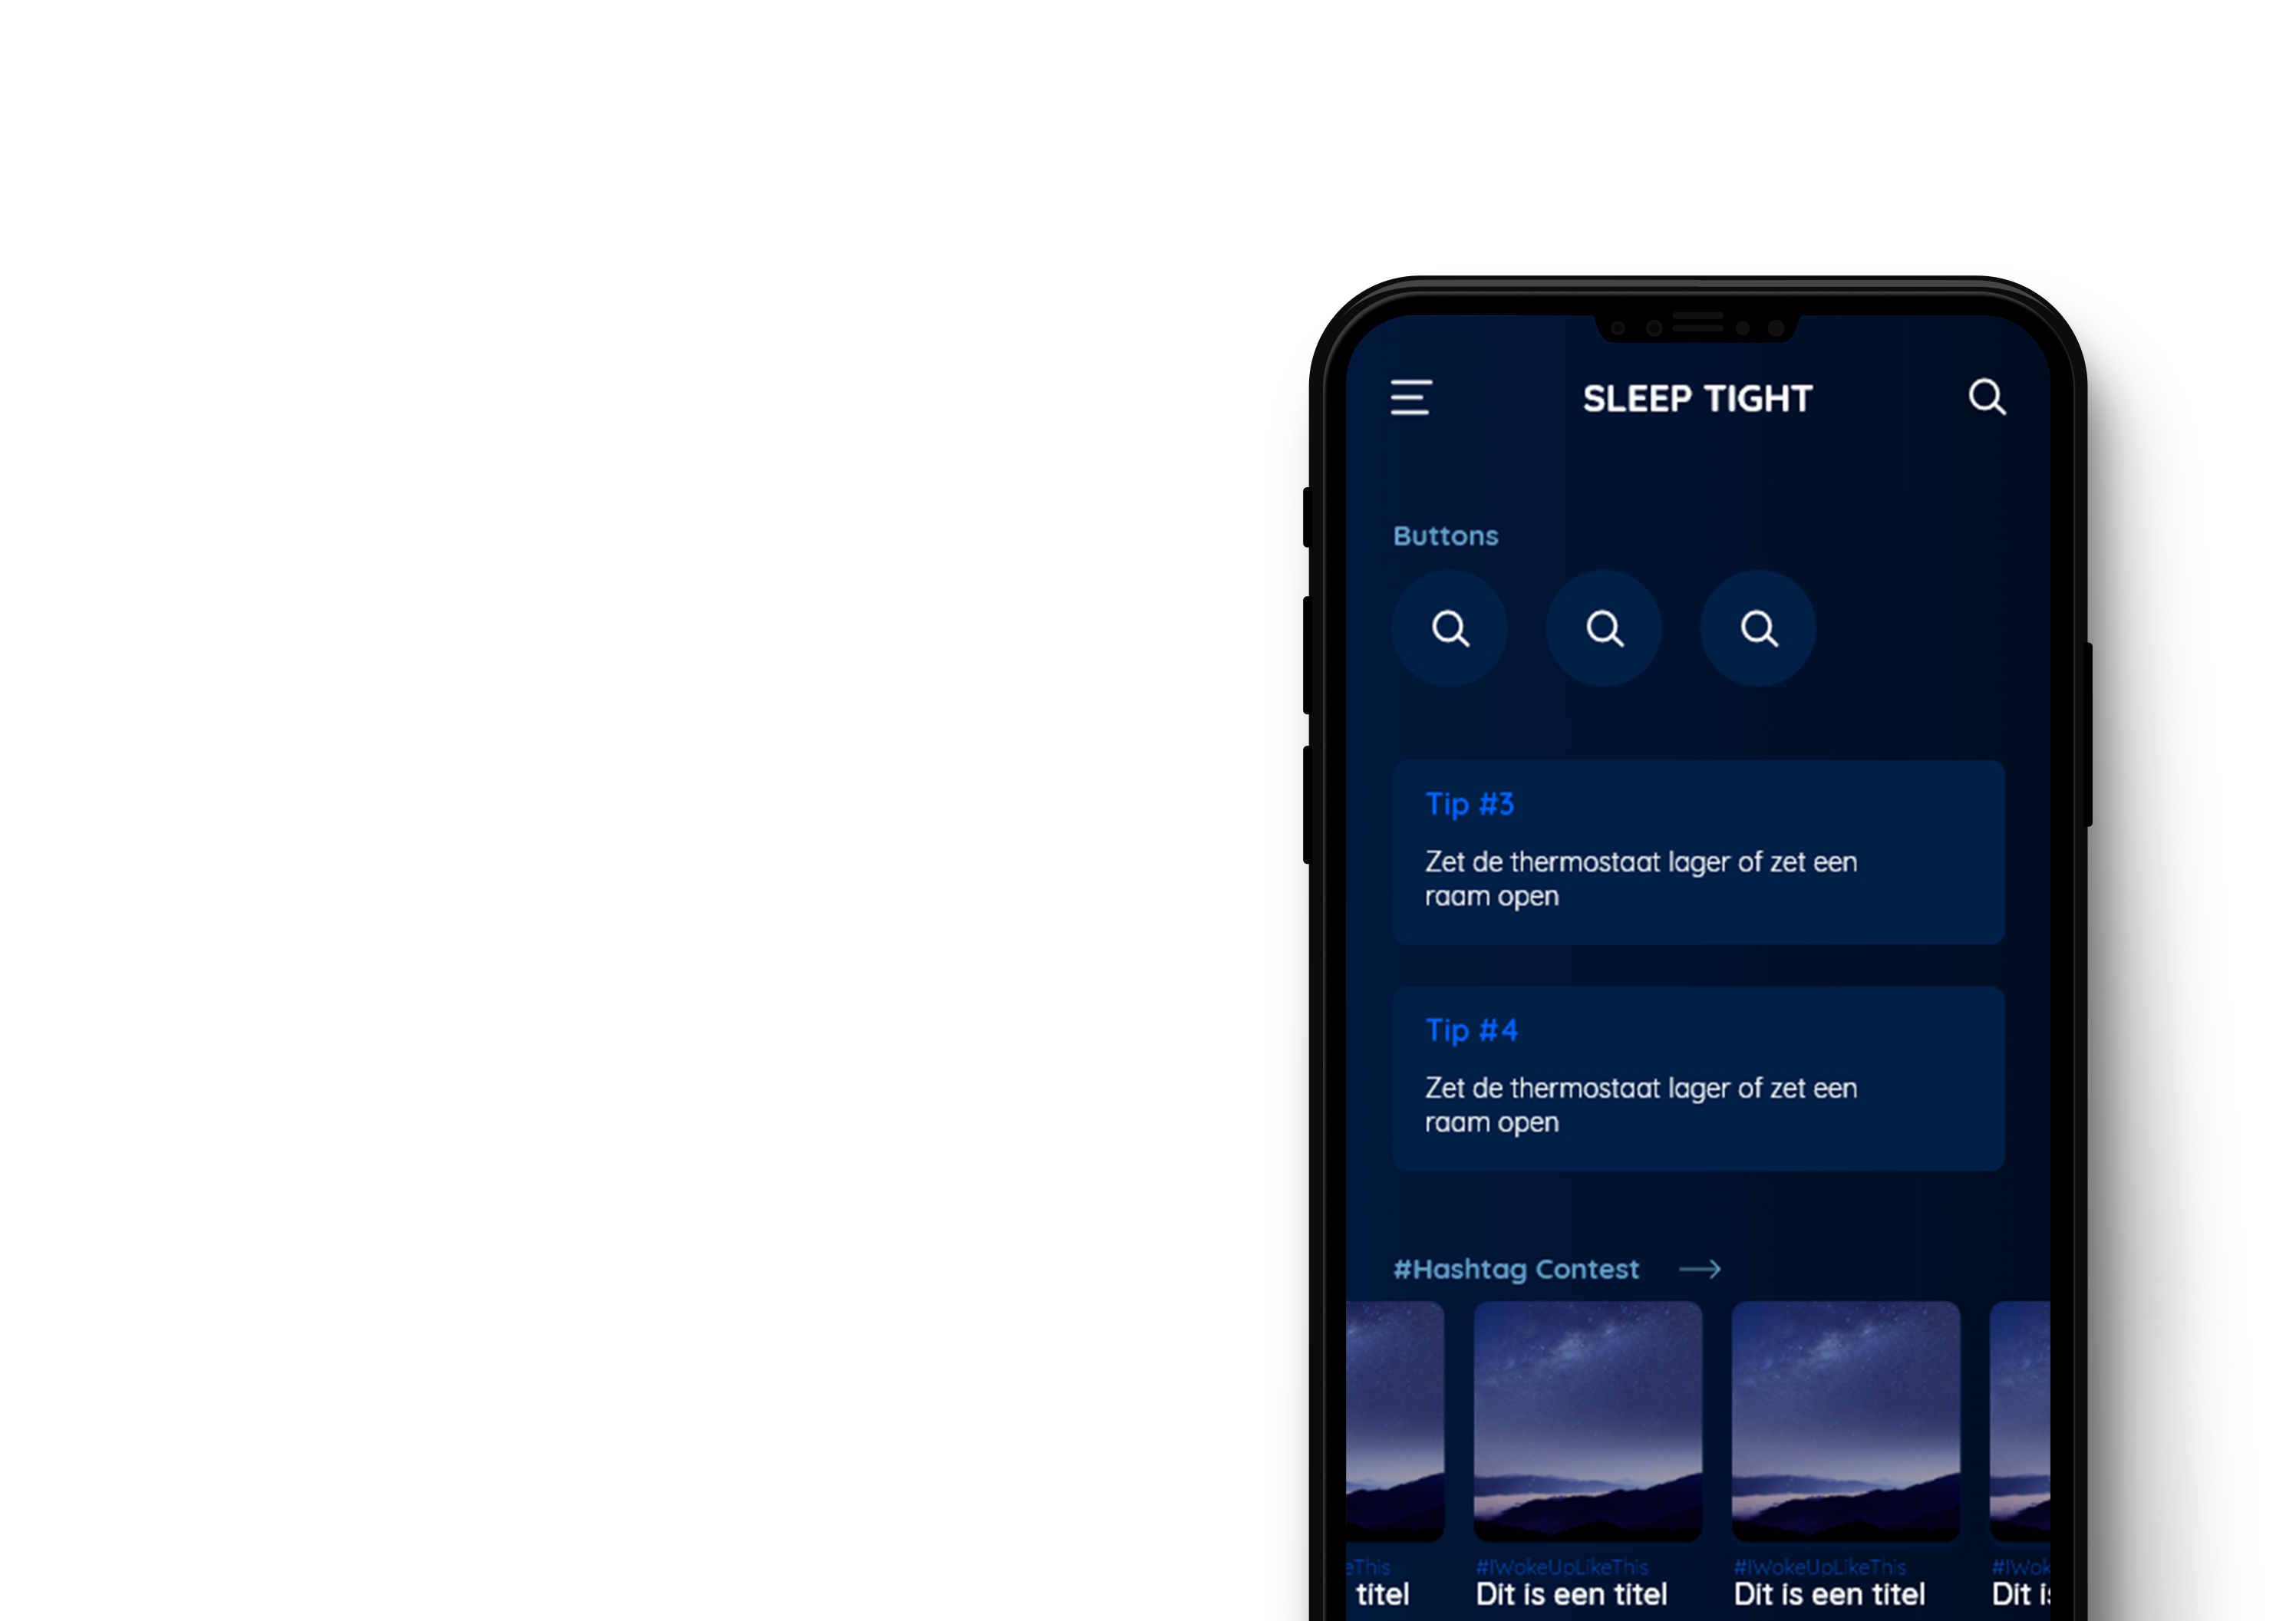 SLEEP TIGHT
Buttons
Tip #3
Zet de thermostaat lager of zet een
raam open
Tip #4
Zet de thermostaat lager of zet een
raam open
#Hashtag Contest
eThis #IWokeUpLikeThis #IWokeUpLikeThis #IWok
titel Dit is een titel Dit is een titel Dit is